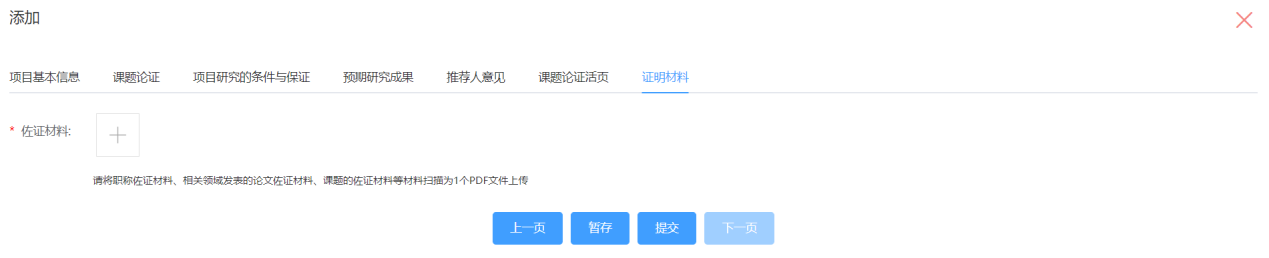 添加
项目基本信息 课题论证 项目研究的条件与保证 预期研究成果 推荐人意见 课题论证活页 证明材料
* 佐证材料:
请将职称佐证材料、相关领域发表的论文佐证材料、课题的佐证材料等材料扫描为1个PDF文件上传
上一页 暂存 提交 下一页